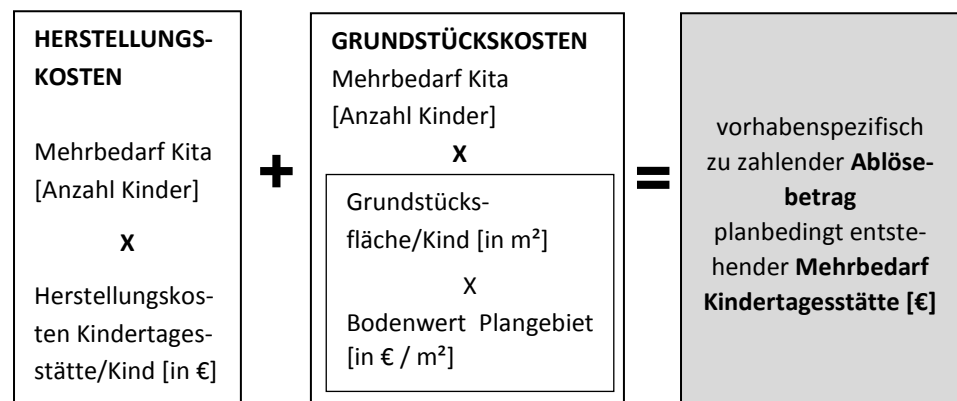 HERSTELLUNGS-
KOSTEN
Mehrbedarf Kita
[Anzahl Kinder]
X
Herstellungskos-
ten Kindertages-
stätte/Kind [in €]
+
GRUNDSTÜCKSKOSTEN
Mehrbedarf Kita
[Anzahl Kinder]
X
Grundstücks-
fläche/Kind [in m²]
X
Bodenwert Plangebiet
[in € / m²]
=
vorhabenspezifisch
zu zahlender Ablöse-
betrag
planbedingt entste-
hender Mehrbedarf
Kindertagesstätte [€]